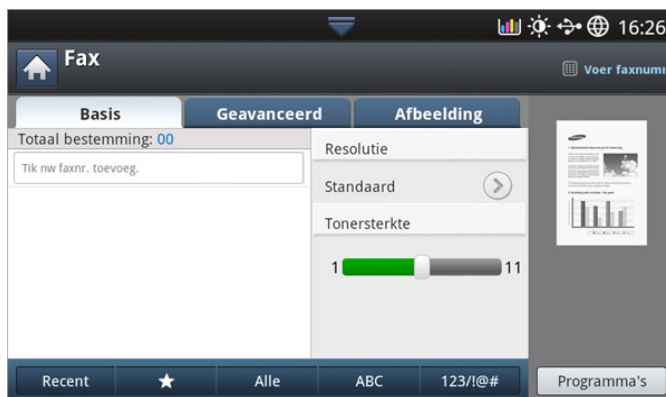 16:26
Fax
Voer faxnum
Basis
Geavanceerd
Afbeelding
Totaal bestemming: 00
Tik nw faxnr. toevoeg.
Resolutie
Standaard
Tonersterkte
1
11
Recent
Alle
ABC
123/!@#
Programma's